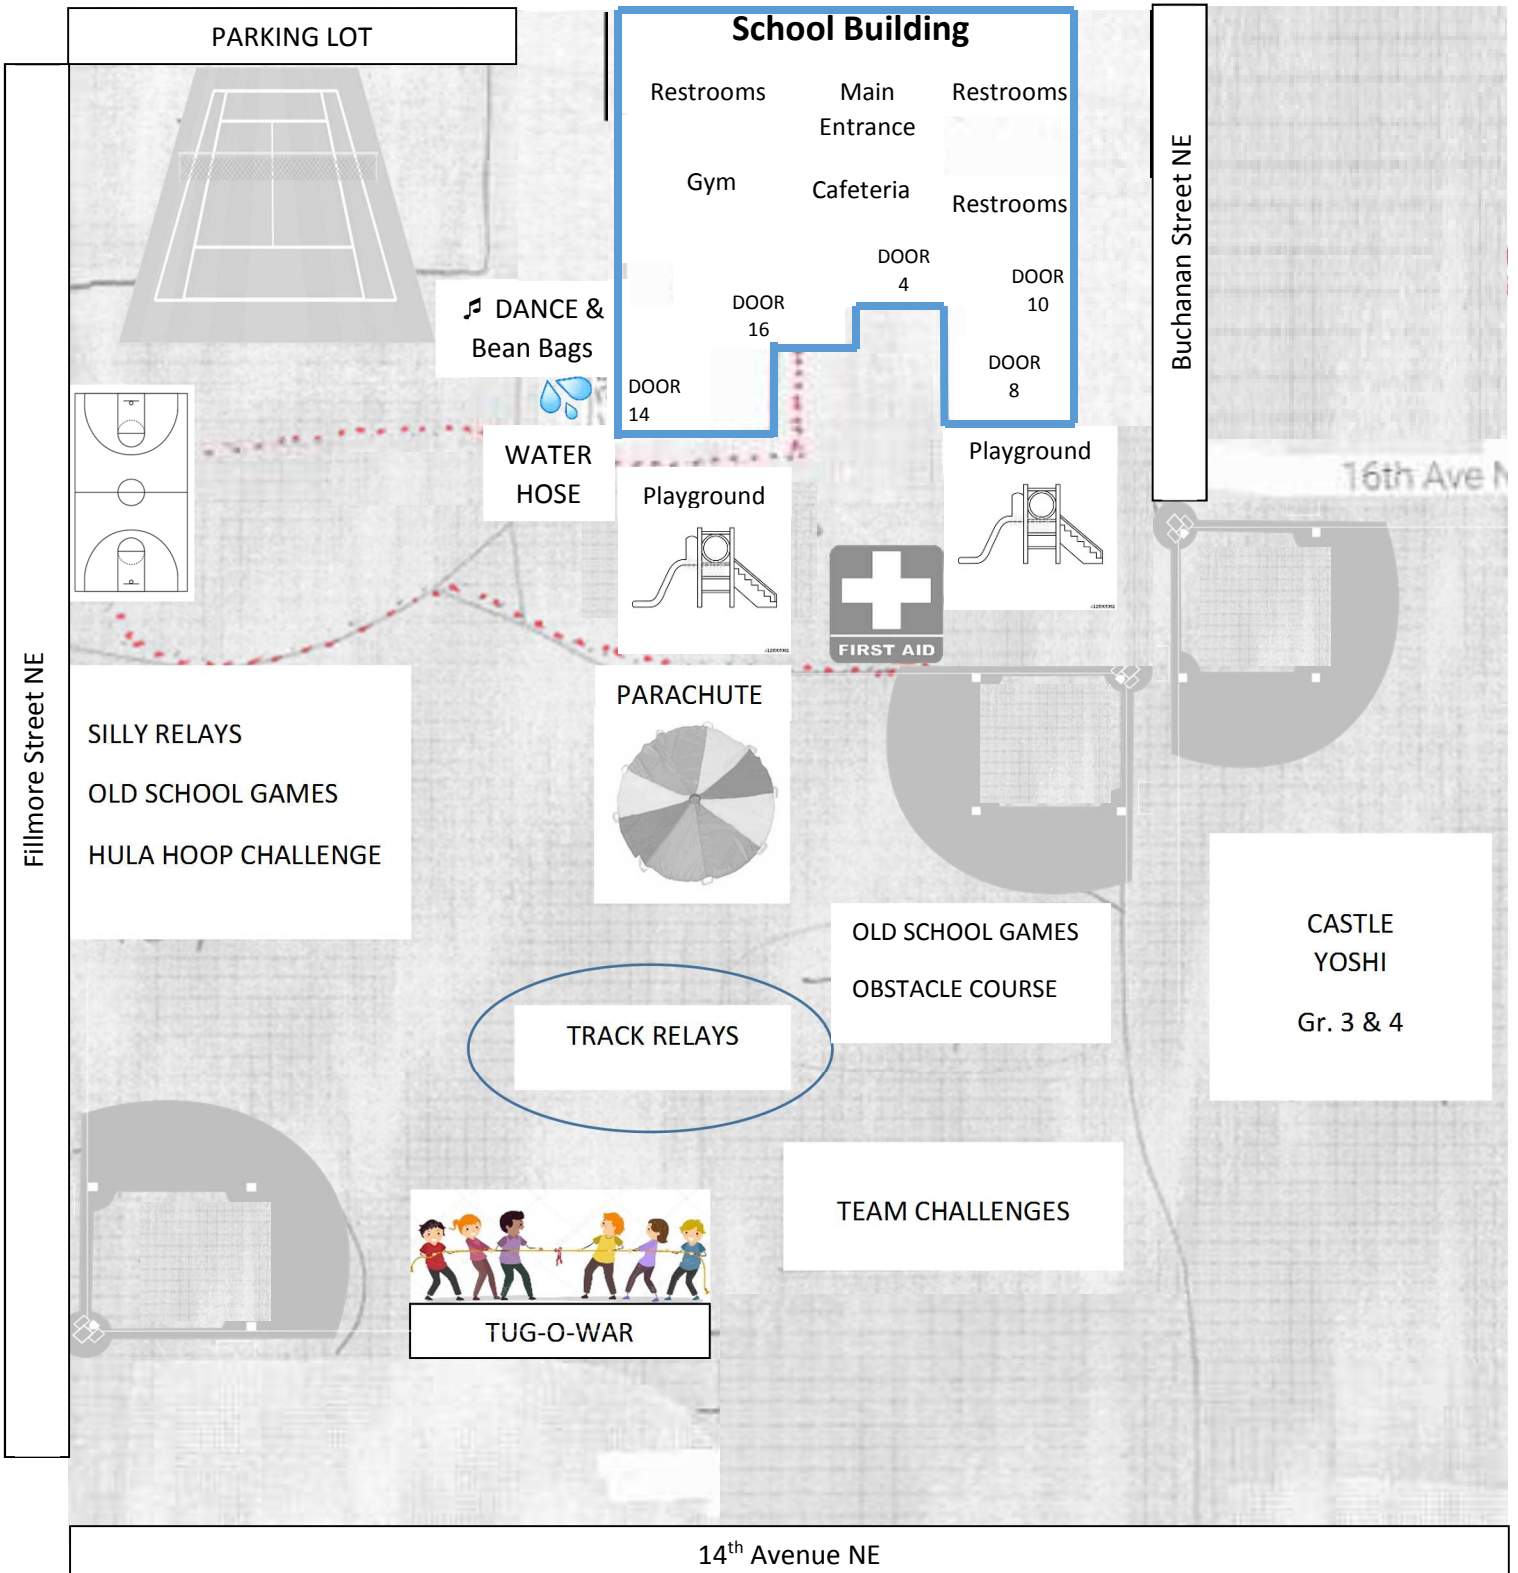 PARKING LOT
School Building
Restrooms
Main
Entrance
Restrooms
Gym
Cafeteria
Restrooms
DOOR
4
DOOR
10
DOOR
16
DOOR
8
DOOR
14
♫ DANCE &
Bean Bags
WATER
HOSE
Playground
Playground
Buchanan Street NE
16th Ave N
FIRST AID
Fillmore Street NE
SILLY RELAYS
OLD SCHOOL GAMES
HULA HOOP CHALLENGE
PARACHUTE
OLD SCHOOL GAMES
OBSTACLE COURSE
CASTLE
YOSHI
Gr. 3 & 4
TRACK RELAYS
TEAM CHALLENGES
TUG-O-WAR
14th Avenue NE